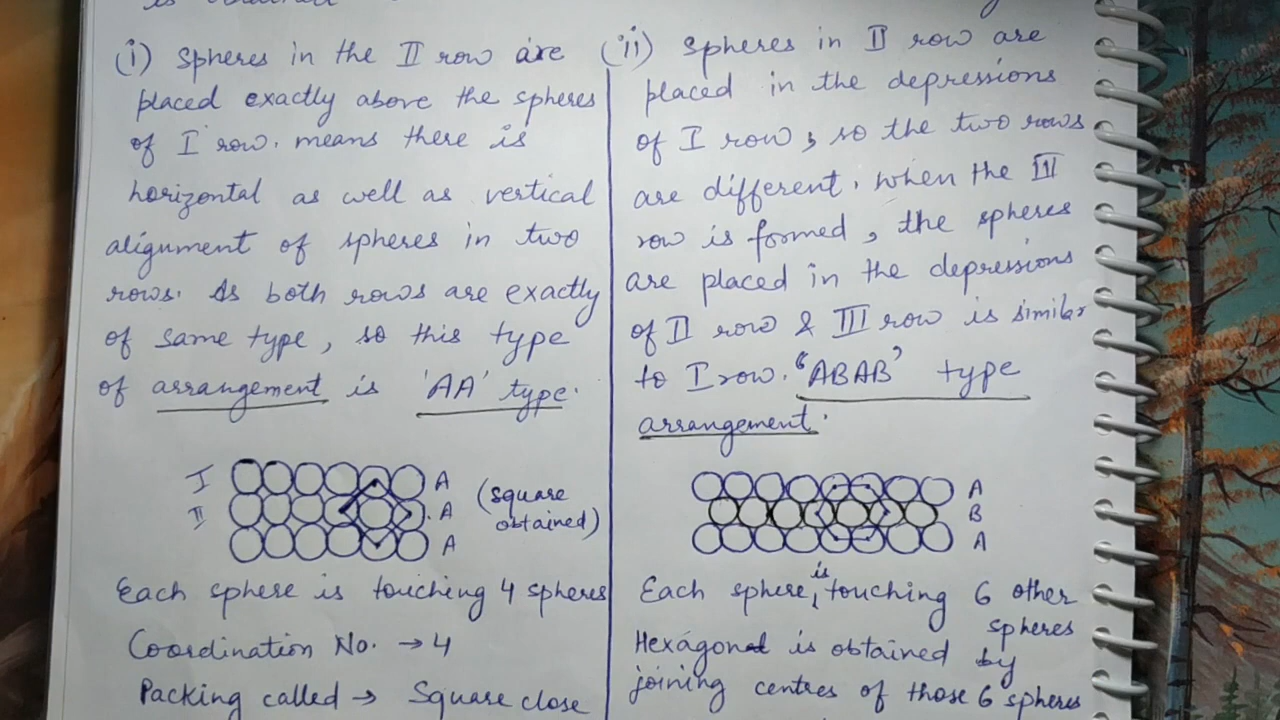 (i) Spheres in the II row are
placed exactly above the spheres
of I row. means there is
horizontal as well as vertical
alignment of spheres in two
rows. As both rows are exactly
of same type, so this type
of arrangement is 'AA' type.
I A
II A
A
(square
obtained)
Each sphere is touching 4 spheres
Coordination No. → 4
Packing called → Square close
(ii) Spheres in II row are
placed in the depressions
of I row, so the two rows
are different. When the III
row is formed, the spheres
are placed in the depressions
of II row & III row is similar
to I row. "ABAB" type
arrangement.
A
B
A
Each sphere is touching 6 other
spheres
Hexagonal is obtained by
joining centres of those 6 spheres